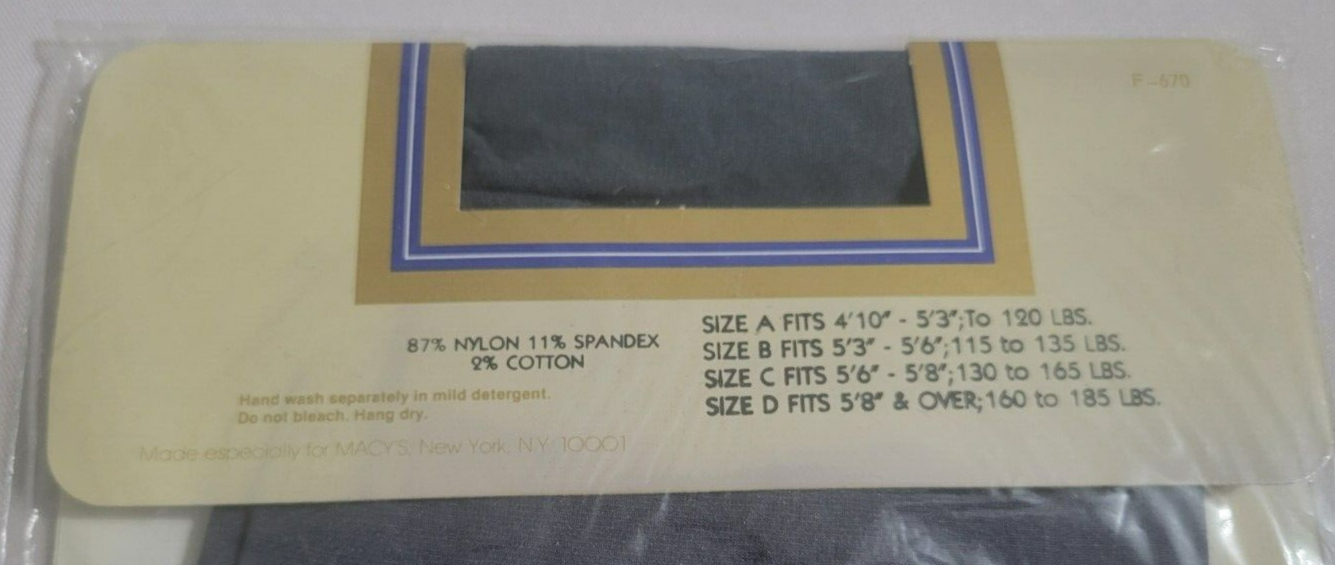 F-670
87% NYLON 11% SPANDEX
2% COTTON
Hand wash separately in mild detergent.
Do not bleach. Hang dry.
Made especially for MACY'S, New York, N.Y. 10001
SIZE A FITS 4'10" - 5'3";To 120 LBS.
SIZE B FITS 5'3" - 5'6";115 to 135 LBS.
SIZE C FITS 5'6" - 5'8";130 to 165 LBS.
SIZE D FITS 5'8" & OVER;160 to 185 LBS.